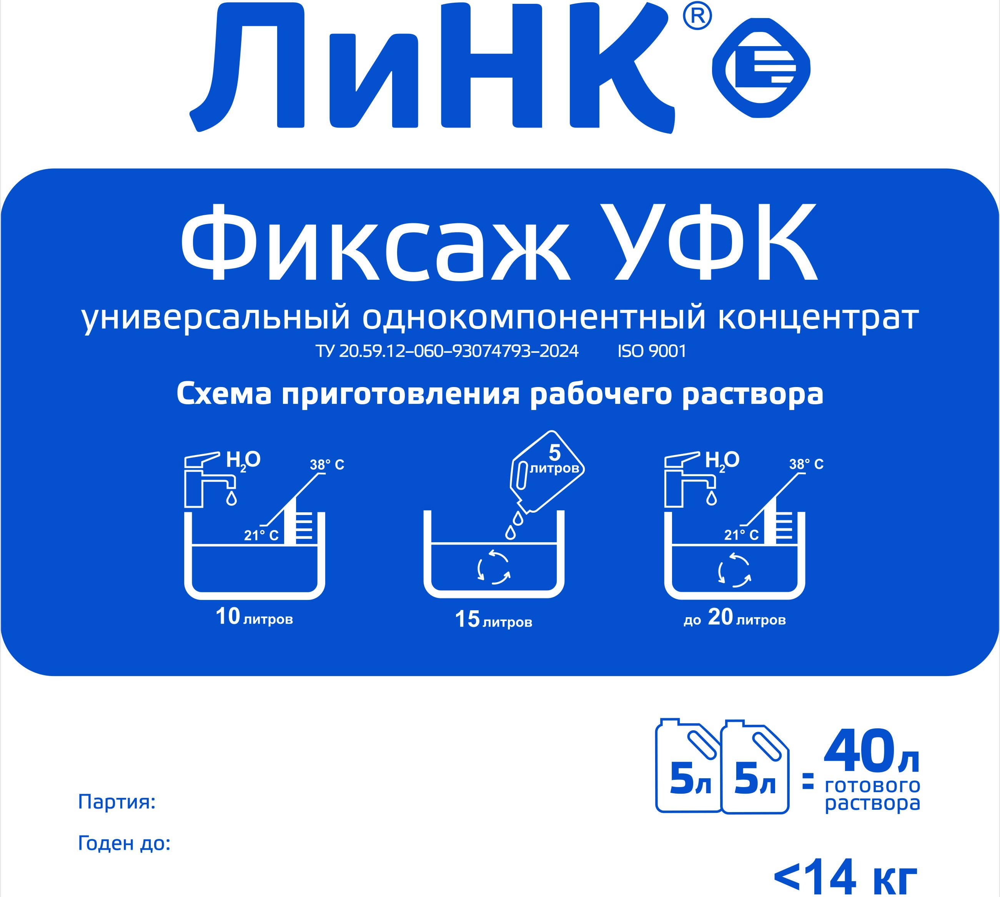 ЛиНК®
Фиксаж УФК
универсальный однокомпонентный концентрат
ТУ 20.59.12–060–93074793–2024 ISO 9001
Схема приготовления рабочего раствора
H2O
38° C
21° C
10 литров
5
литров
15 литров
H2O
38° C
21° C
до 20 литров
5л 5л = 40л
готового
раствора
Партия:
Годен до:
<14 кг